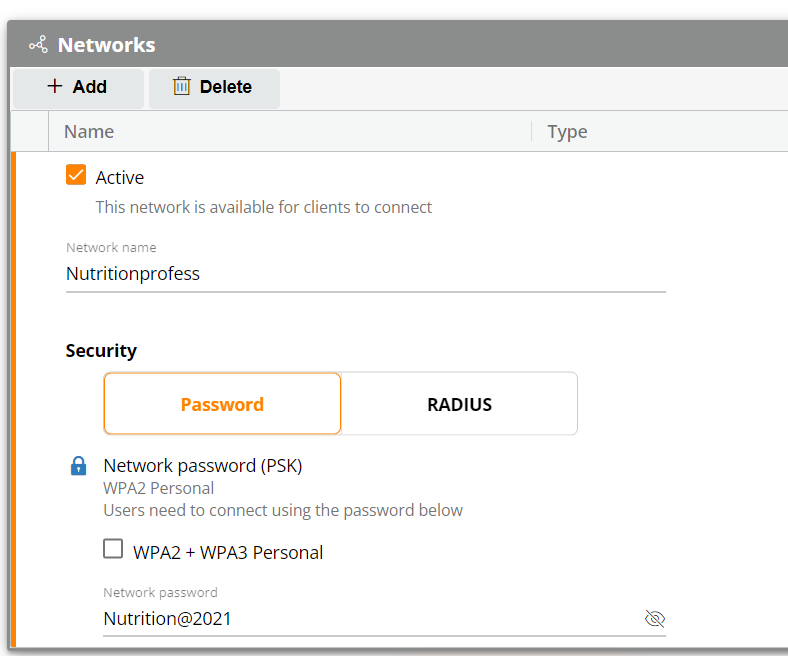 Networks
+ Add
Delete
Name
Type
Active
This network is available for clients to connect
Network name
Nutritionprofess
Security
Password
RADIUS
Network password (PSK)
WPA2 Personal
Users need to connect using the password below
WPA2 + WPA3 Personal
Network password
Nutrition@2021